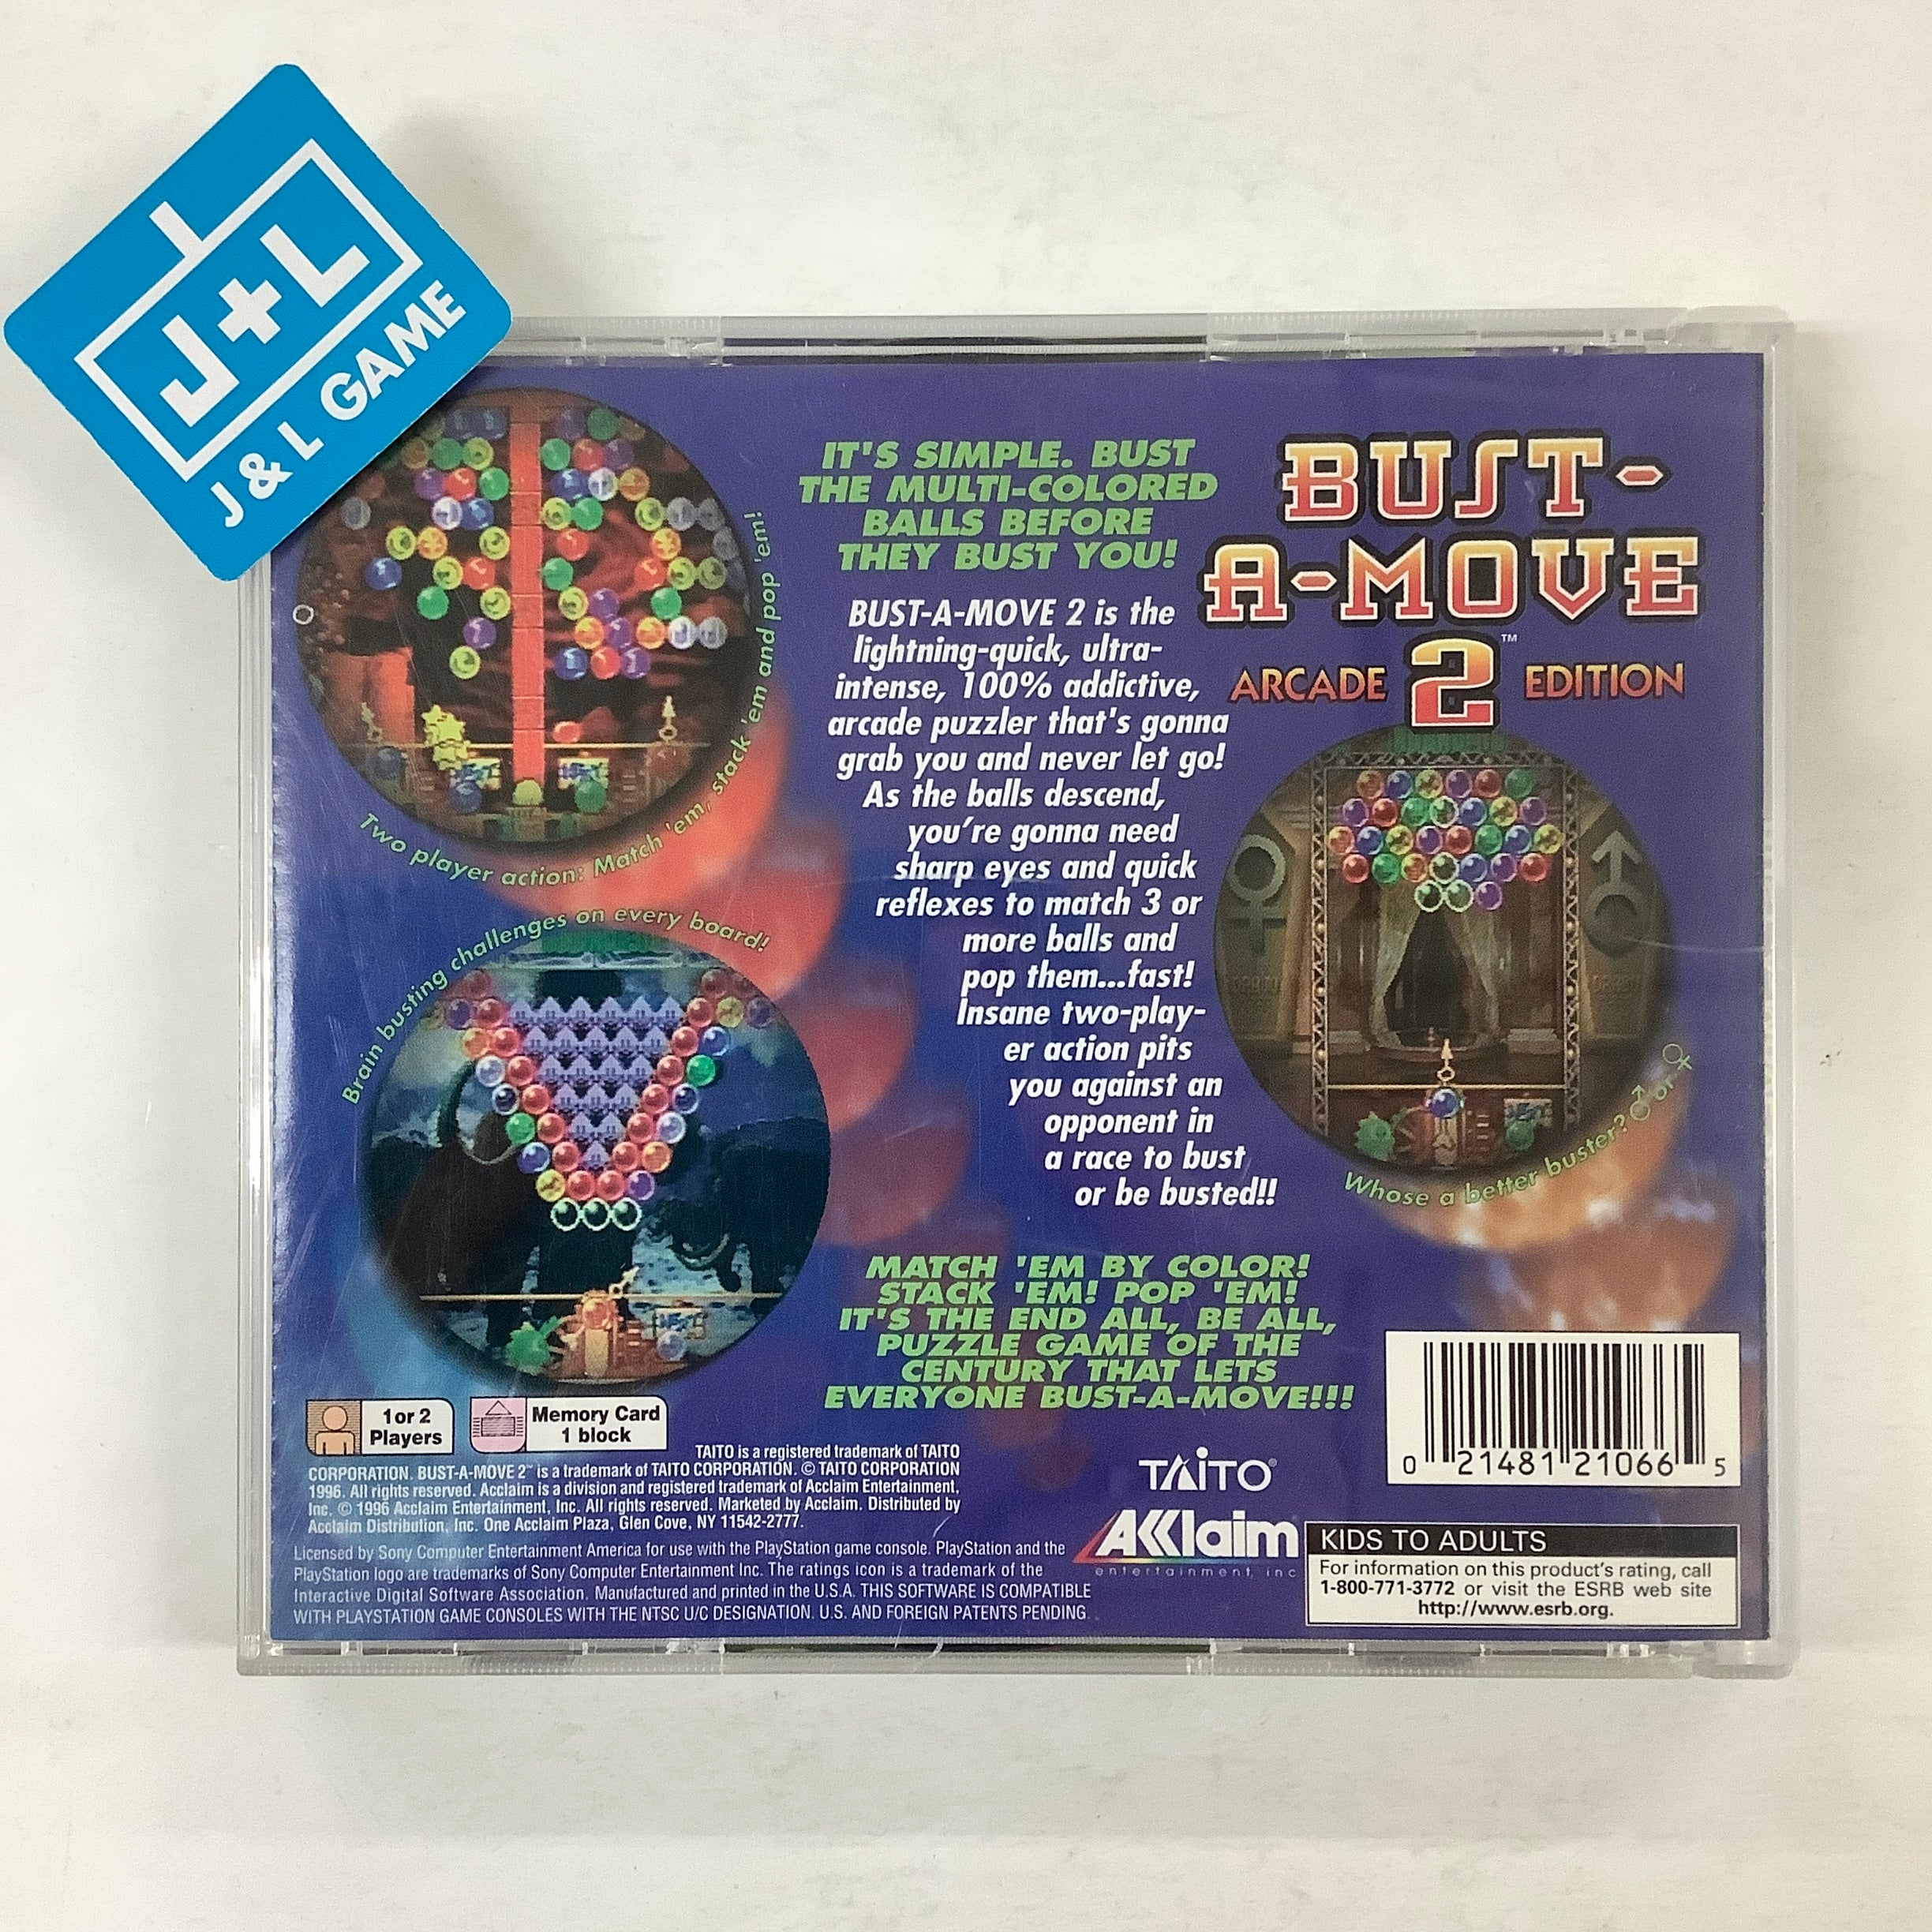 J+L
J & L GAME
IT'S SIMPLE. BUST
THE MULTI-COLORED
BALLS BEFORE
THEY BUST YOU!
BUST-
A-MOVE
2™
ARCADE EDITION
BUST-A-MOVE 2 is the
lightning-quick, ultra-
intense, 100% addictive,
arcade puzzler that's gonna
grab you and never let go!
As the balls descend,
you're gonna need
sharp eyes and quick
reflexes to match 3 or
more balls and
pop them...fast!
Insane two-play-
er action pits
you against an
opponent in
a race to bust
or be busted!!
Two player action: Match 'em, stack 'em and pop 'em!
Brain busting challenges on every board!
Whose a better buster? ♂ or ♀
NEXT
NEXT
NEXT
NEXT
MATCH 'EM BY COLOR!
STACK 'EM! POP 'EM!
IT'S THE END ALL, BE ALL,
PUZZLE GAME OF THE
CENTURY THAT LETS
EVERYONE BUST-A-MOVE!!!
1 or 2
Players
Memory Card
1 block
TAITO is a registered trademark of TAITO
CORPORATION. BUST-A-MOVE 2™ is a trademark of TAITO CORPORATION. © TAITO CORPORATION
1996. All rights reserved. Acclaim is a division and registered trademark of Acclaim Entertainment,
Inc. © 1996 Acclaim Entertainment, Inc. All rights reserved. Marketed by Acclaim. Distributed by
Acclaim Distribution, Inc. One Acclaim Plaza, Glen Cove, NY 11542-2777.
Licensed by Sony Computer Entertainment America for use with the PlayStation game console. PlayStation and the
PlayStation logo are trademarks of Sony Computer Entertainment Inc. The ratings icon is a trademark of the
Interactive Digital Software Association. Manufactured and printed in the U.S.A. THIS SOFTWARE IS COMPATIBLE
WITH PLAYSTATION GAME CONSOLES WITH THE NTSC U/C DESIGNATION. U.S. AND FOREIGN PATENTS PENDING.
TAITO®
AKKlaim®
entertainment, inc.
0 21481 21066 5
KIDS TO ADULTS
For information on this product's rating, call
1-800-771-3772 or visit the ESRB web site
http://www.esrb.org.